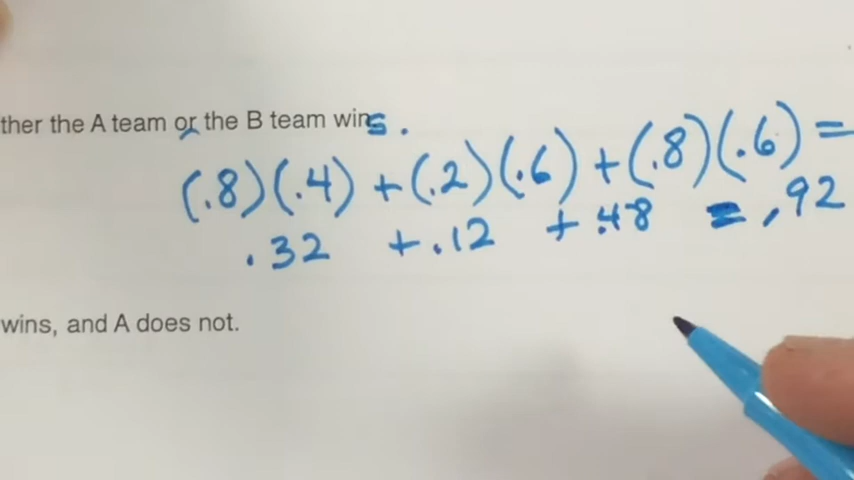 ther the A team or the B team wins.
(.8)(.4) + (.2)(.6) + (.8)(.6) =
.32 + .12 + .48 = .92
wins, and A does not.